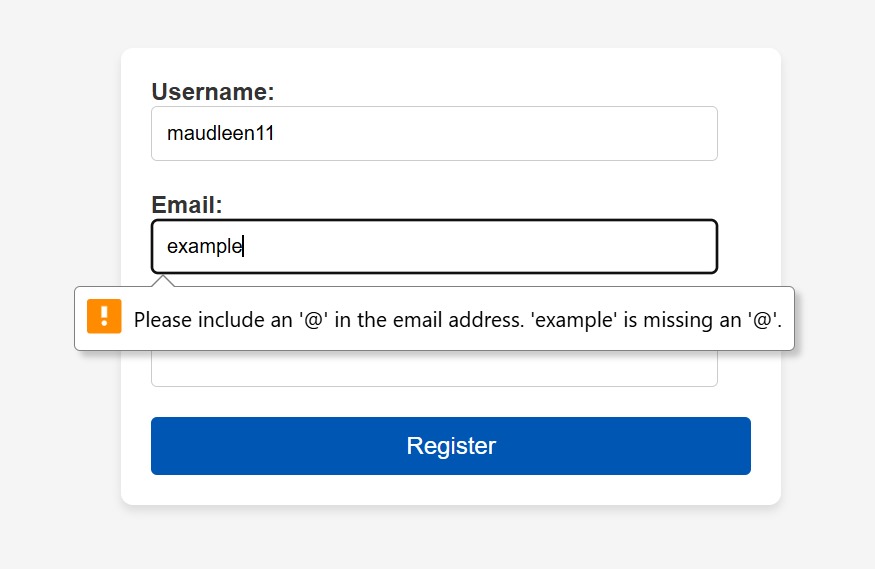 Username:
maudleen11
Email:
example
Please include an '@' in the email address. 'example' is missing an '@'.
Register